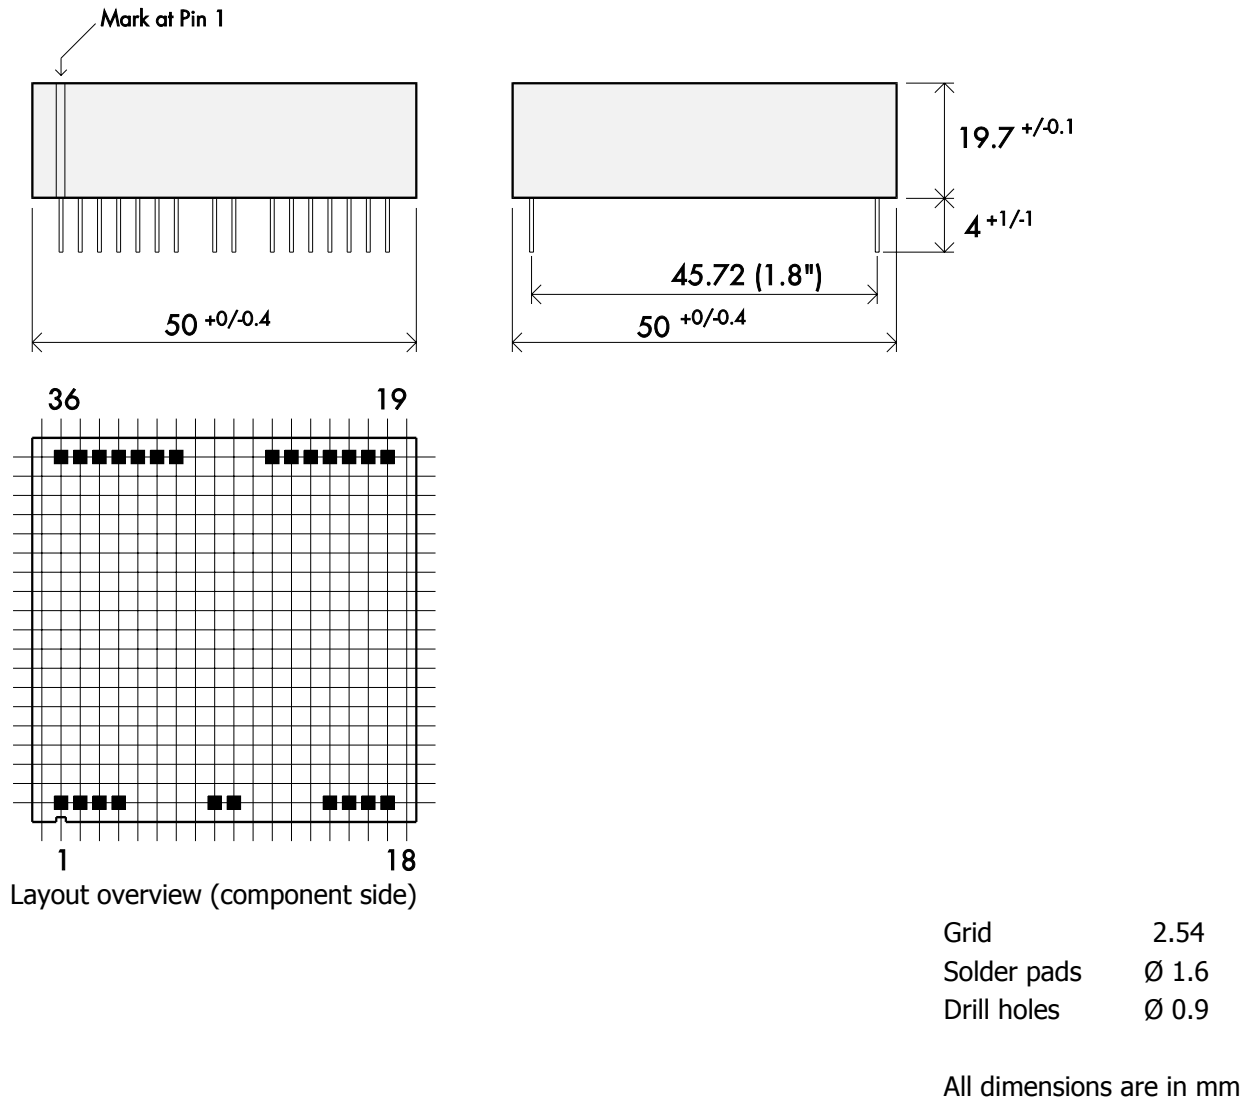 Mark at Pin 1
19.7 +/-0.1
4 +1/-1
45.72 (1.8")
50 +0/-0.4
50 +0/-0.4
36 19
1 18
Layout overview (component side)
Grid 2.54
Solder pads Ø 1.6
Drill holes Ø 0.9
All dimensions are in mm